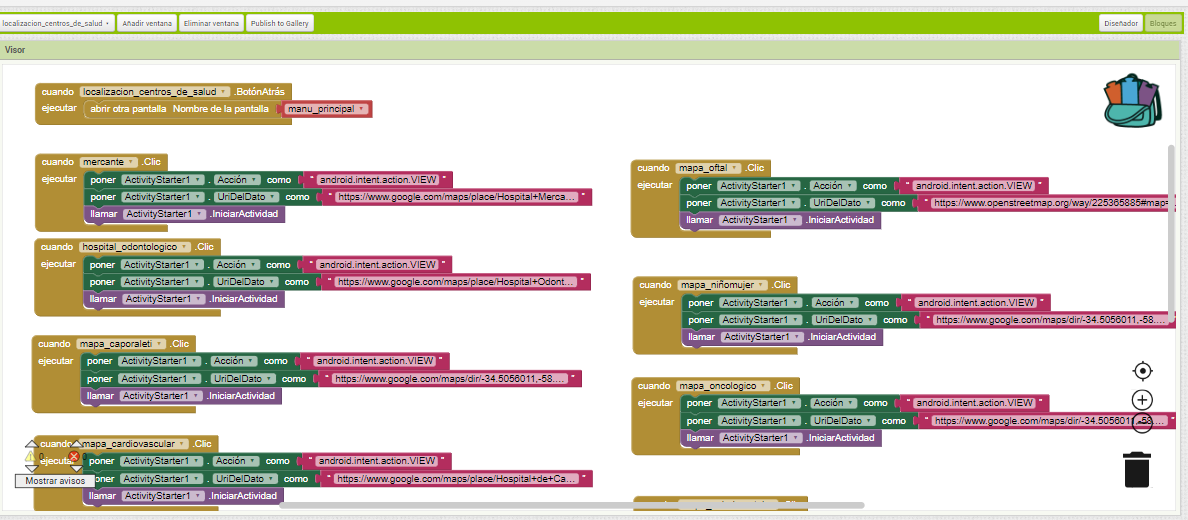 localizacion_centros_de_salud Añadir ventana Eliminar ventana Publish to Gallery Diseñador Bloques
Visor
cuando localizacion_centros_de_salud .BotónAtrás
ejecutar abrir otra pantalla Nombre de la pantalla manu_principal
cuando mercante .Clic
ejecutar poner ActivityStarter1 . Acción como " android.intent.action.VIEW "
poner ActivityStarter1 . UriDelDato como " https://www.google.com/maps/place/Hospital+Merca... "
llamar ActivityStarter1 .IniciarActividad
cuando hospital_odontologico .Clic
ejecutar poner ActivityStarter1 . Acción como " android.intent.action.VIEW "
poner ActivityStarter1 . UriDelDato como " https://www.google.com/maps/place/Hospital+Odont... "
llamar ActivityStarter1 .IniciarActividad
cuando mapa_caporaleti .Clic
ejecutar poner ActivityStarter1 . Acción como " android.intent.action.VIEW "
poner ActivityStarter1 . UriDelDato como " https://www.google.com/maps/dir/-34.5056011,-58.... "
llamar ActivityStarter1 .IniciarActividad
cuando mapa_cardiovascular .Clic
ejecutar poner ActivityStarter1 . Acción como " android.intent.action.VIEW "
poner ActivityStarter1 . UriDelDato como " https://www.google.com/maps/place/Hospital+de+Ca... "
llamar ActivityStarter1 .IniciarActividad
Mostrar avisos
cuando mapa_oftal .Clic
ejecutar poner ActivityStarter1 . Acción como " android.intent.action.VIEW "
poner ActivityStarter1 . UriDelDato como " https://www.openstreetmap.org/way/225365885#map=
llamar ActivityStarter1 .IniciarActividad
cuando mapa_niñomujer .Clic
ejecutar poner ActivityStarter1 . Acción como " android.intent.action.VIEW "
poner ActivityStarter1 . UriDelDato como " https://www.google.com/maps/dir/-34.5056011,-58.... "
llamar ActivityStarter1 .IniciarActividad
cuando mapa_oncologico .Clic
ejecutar poner ActivityStarter1 . Acción como " android.intent.action.VIEW "
poner ActivityStarter1 . UriDelDato como " https://www.google.com/maps/dir/-34.5056011,-58.... "
llamar ActivityStarter1 .IniciarActividad